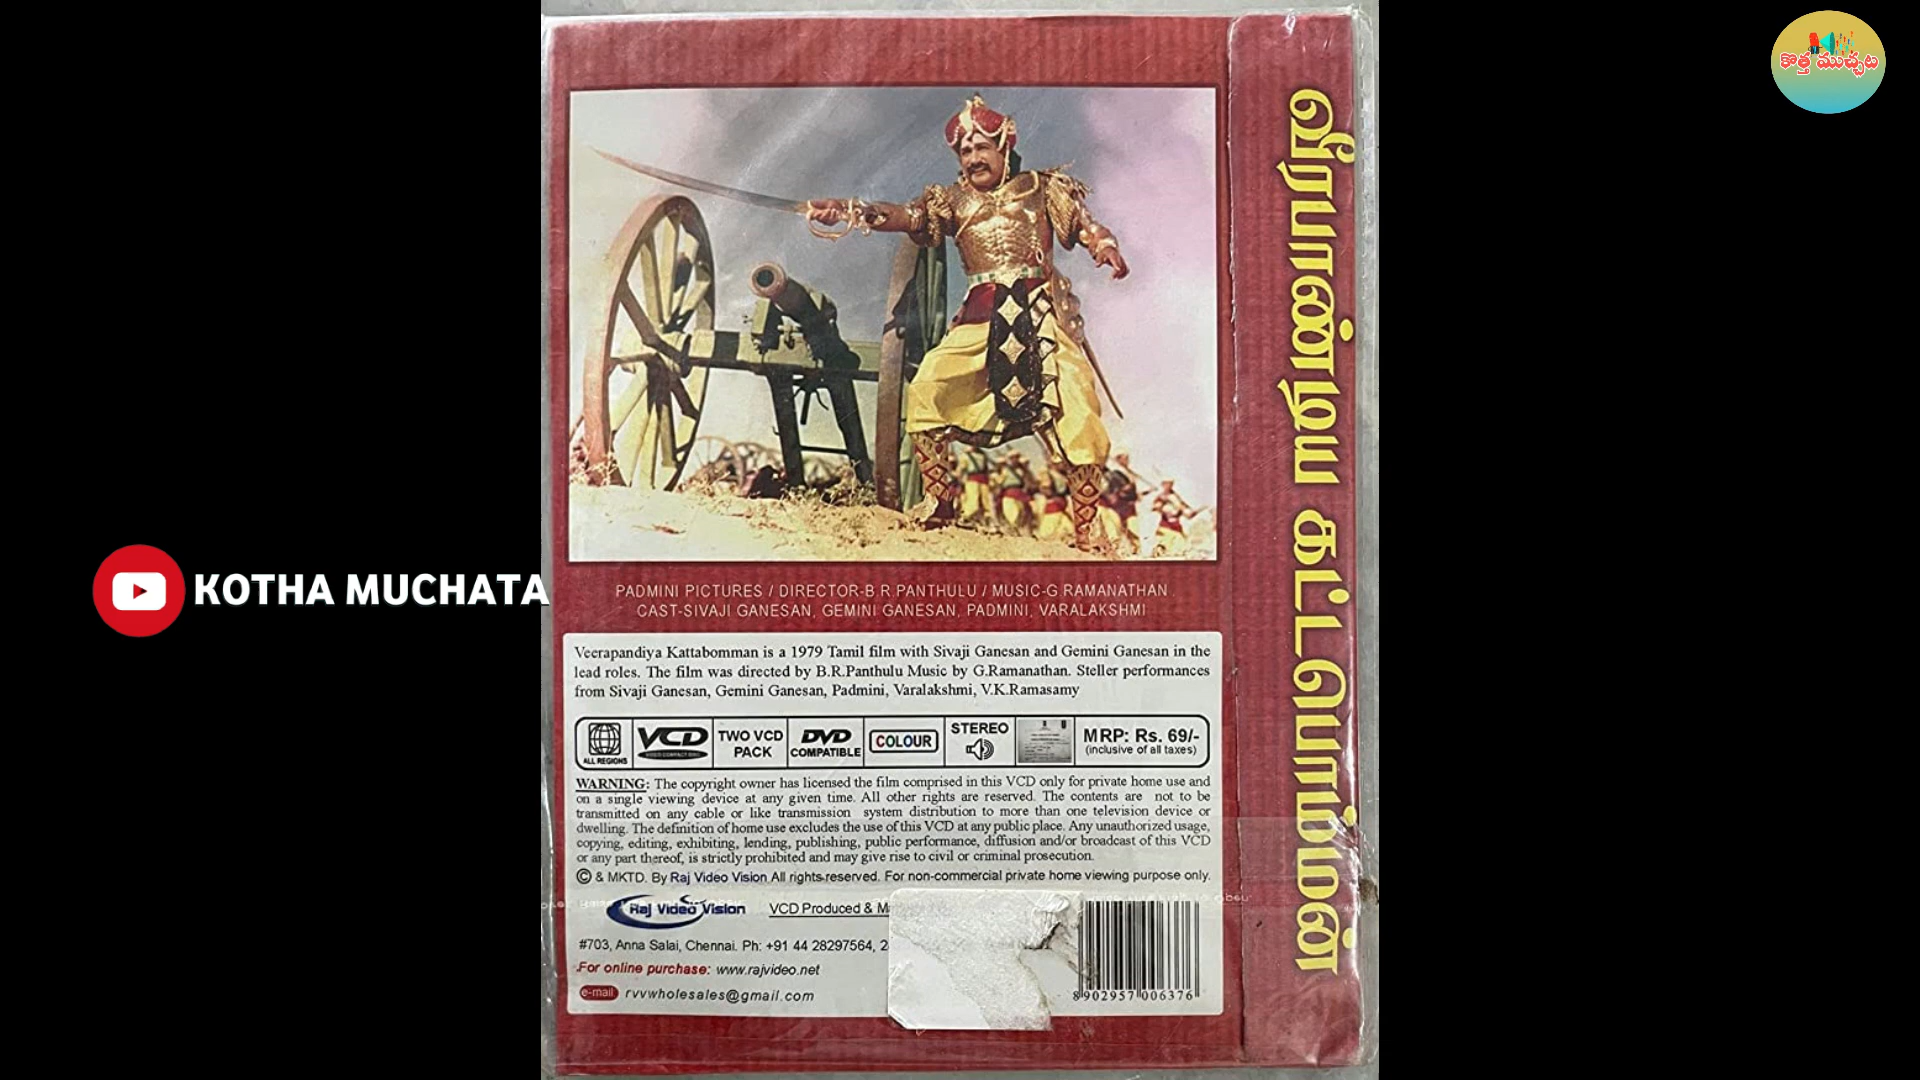 కొత్త ముచ్చట
KOTHA MUCHATA
வீரபாண்டிய கட்டபொம்மன்
PADMINI PICTURES / DIRECTOR-B R PANTHULU / MUSIC-G RAMANATHAN
CAST-SIVAJI GANESAN, GEMINI GANESAN, PADMINI, VARALAKSHMI
Veerapandiya Kattabomman is a 1979 Tamil film with Sivaji Ganesan and Gemini Ganesan in the
lead roles. The film was directed by B.R.Panthulu Music by G.Ramanathan. Steller performances
from Sivaji Ganesan, Gemini Ganesan, Padmini, Varalakshmi, V.K.Ramasamy
ALL REGIONS
VCD
TWO VCD
PACK
DVD
COMPATIBLE
COLOUR
STEREO
MRP: Rs. 69/-
(inclusive of all taxes)
WARNING: The copyright owner has licensed the film comprised in this VCD only for private home use and
on a single viewing device at any given time. All other rights are reserved. The contents are not to be
transmitted on any cable or like transmission system distribution to more than one television device or
dwelling. The definition of home use excludes the use of this VCD at any public place. Any unauthorized usage,
copying, editing, exhibiting, lending, publishing, public performance, diffusion and/or broadcast of this VCD
or any part thereof, is strictly prohibited and may give rise to civil or criminal prosecution.
© & MKTD. By Raj Video Vision All rights reserved. For non-commercial private home viewing purpose only.
Raj Video Vision
VCD Produced &
#703, Anna Salai, Chennai. Ph: +91 44 28297564,
For online purchase: www.rajvideo.net
e-mail rvvwholesales@gmail.com
8902957006376